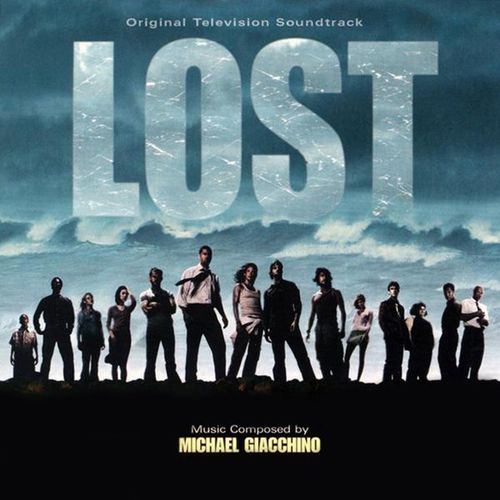 Original Television Soundtrack
LOST
Music Composed by
MICHAEL GIACCHINO